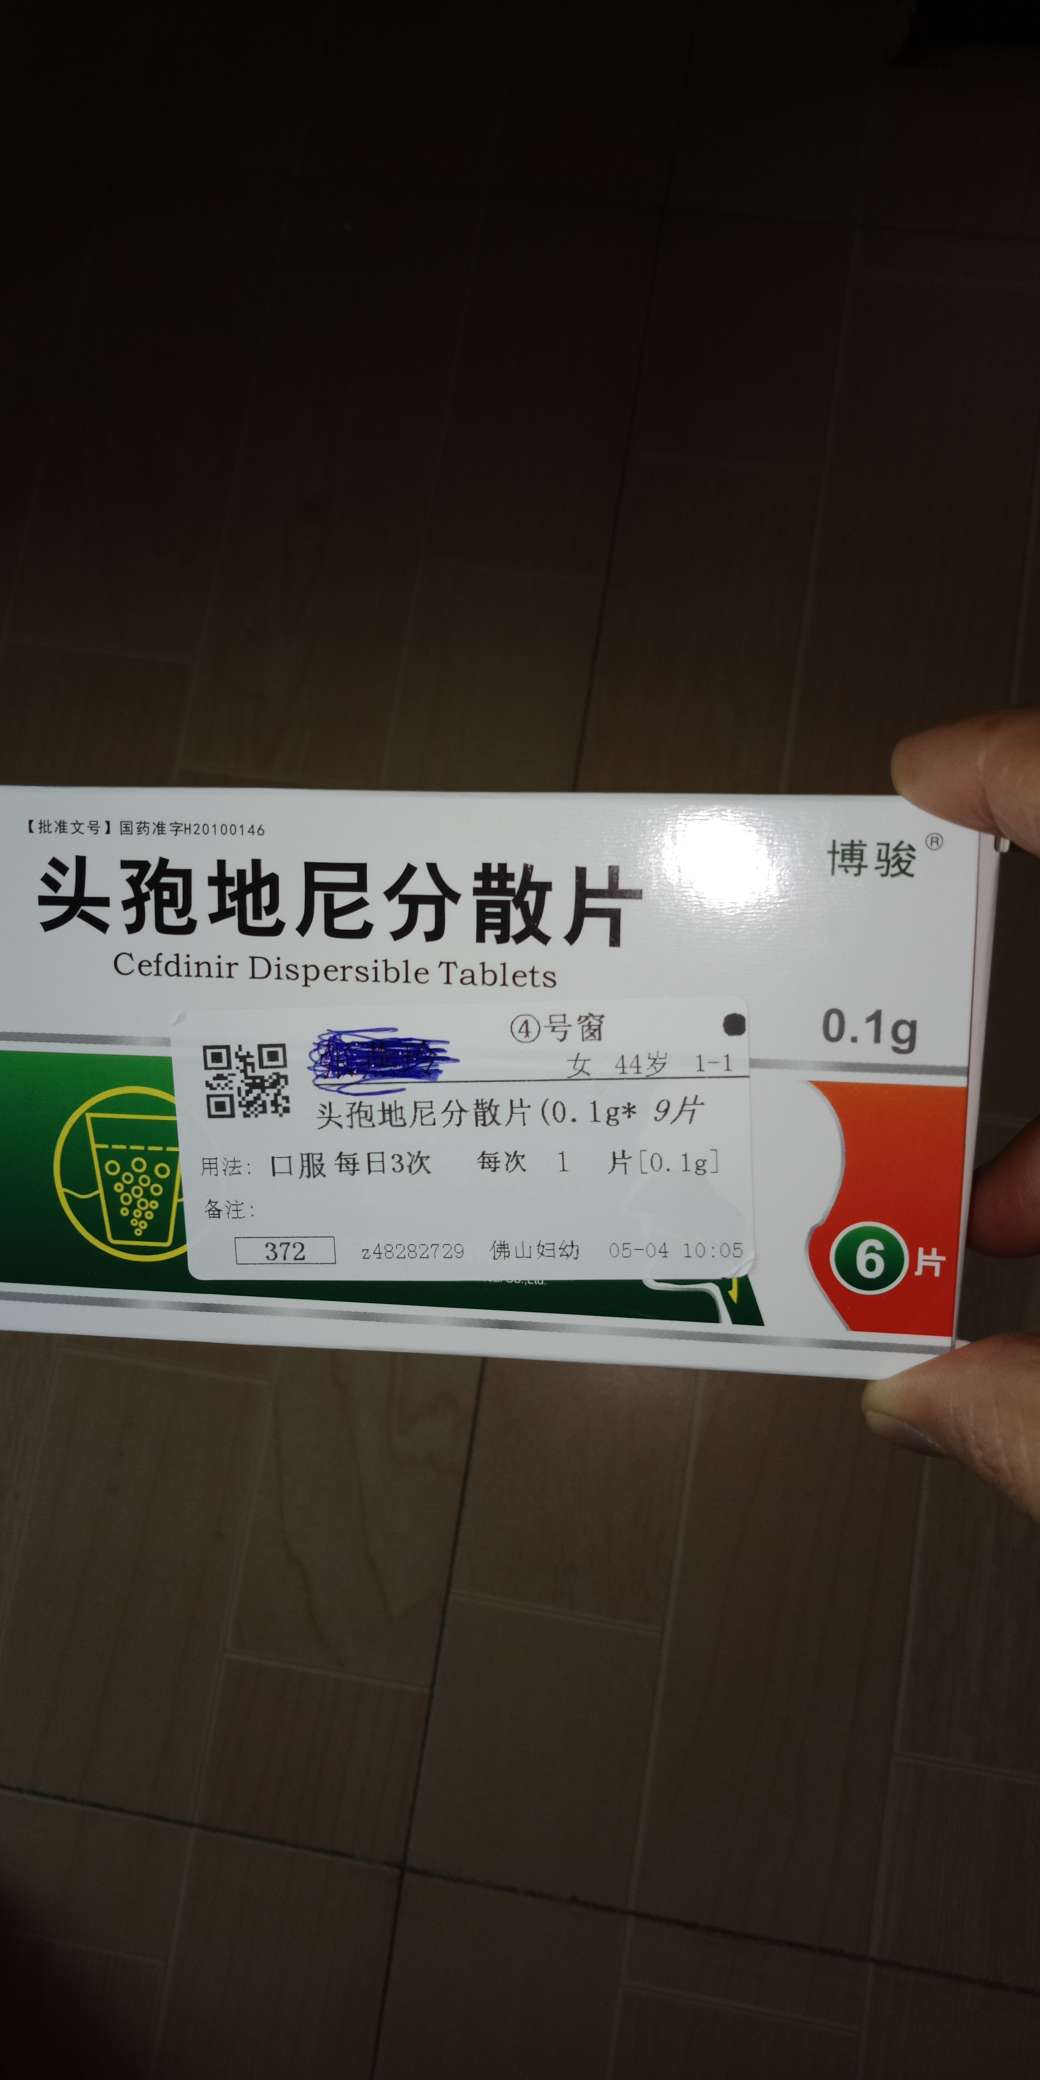 【批准文号】国药准字H20100146
博骏®
头孢地尼分散片
Cefdinir Dispersible Tablets
0.1g
④号窗
女 44岁 1-1
头孢地尼分散片(0.1g* 9片
用法: 口服 每日3次 每次 1 片[0.1g]
备注:
372 z48282729 佛山妇幼 05-04 10:05
6片